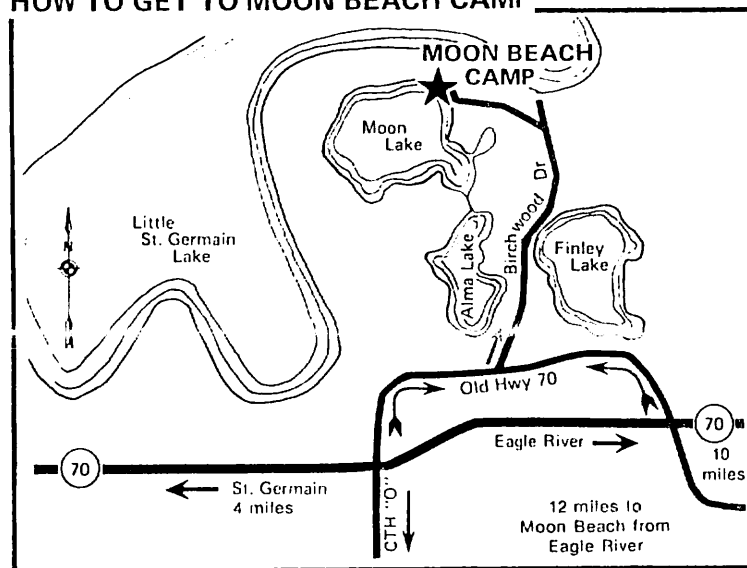 HOW TO GET TO MOON BEACH CAMP
MOON BEACH
CAMP
Moon
Lake
Little
St. Germain
Lake
N
Birchwood Dr
Alma Lake
Finley
Lake
Old Hwy 70
70
Eagle River
10
miles
70
St. Germain
4 miles
CTH "O"
12 miles to
Moon Beach from
Eagle River